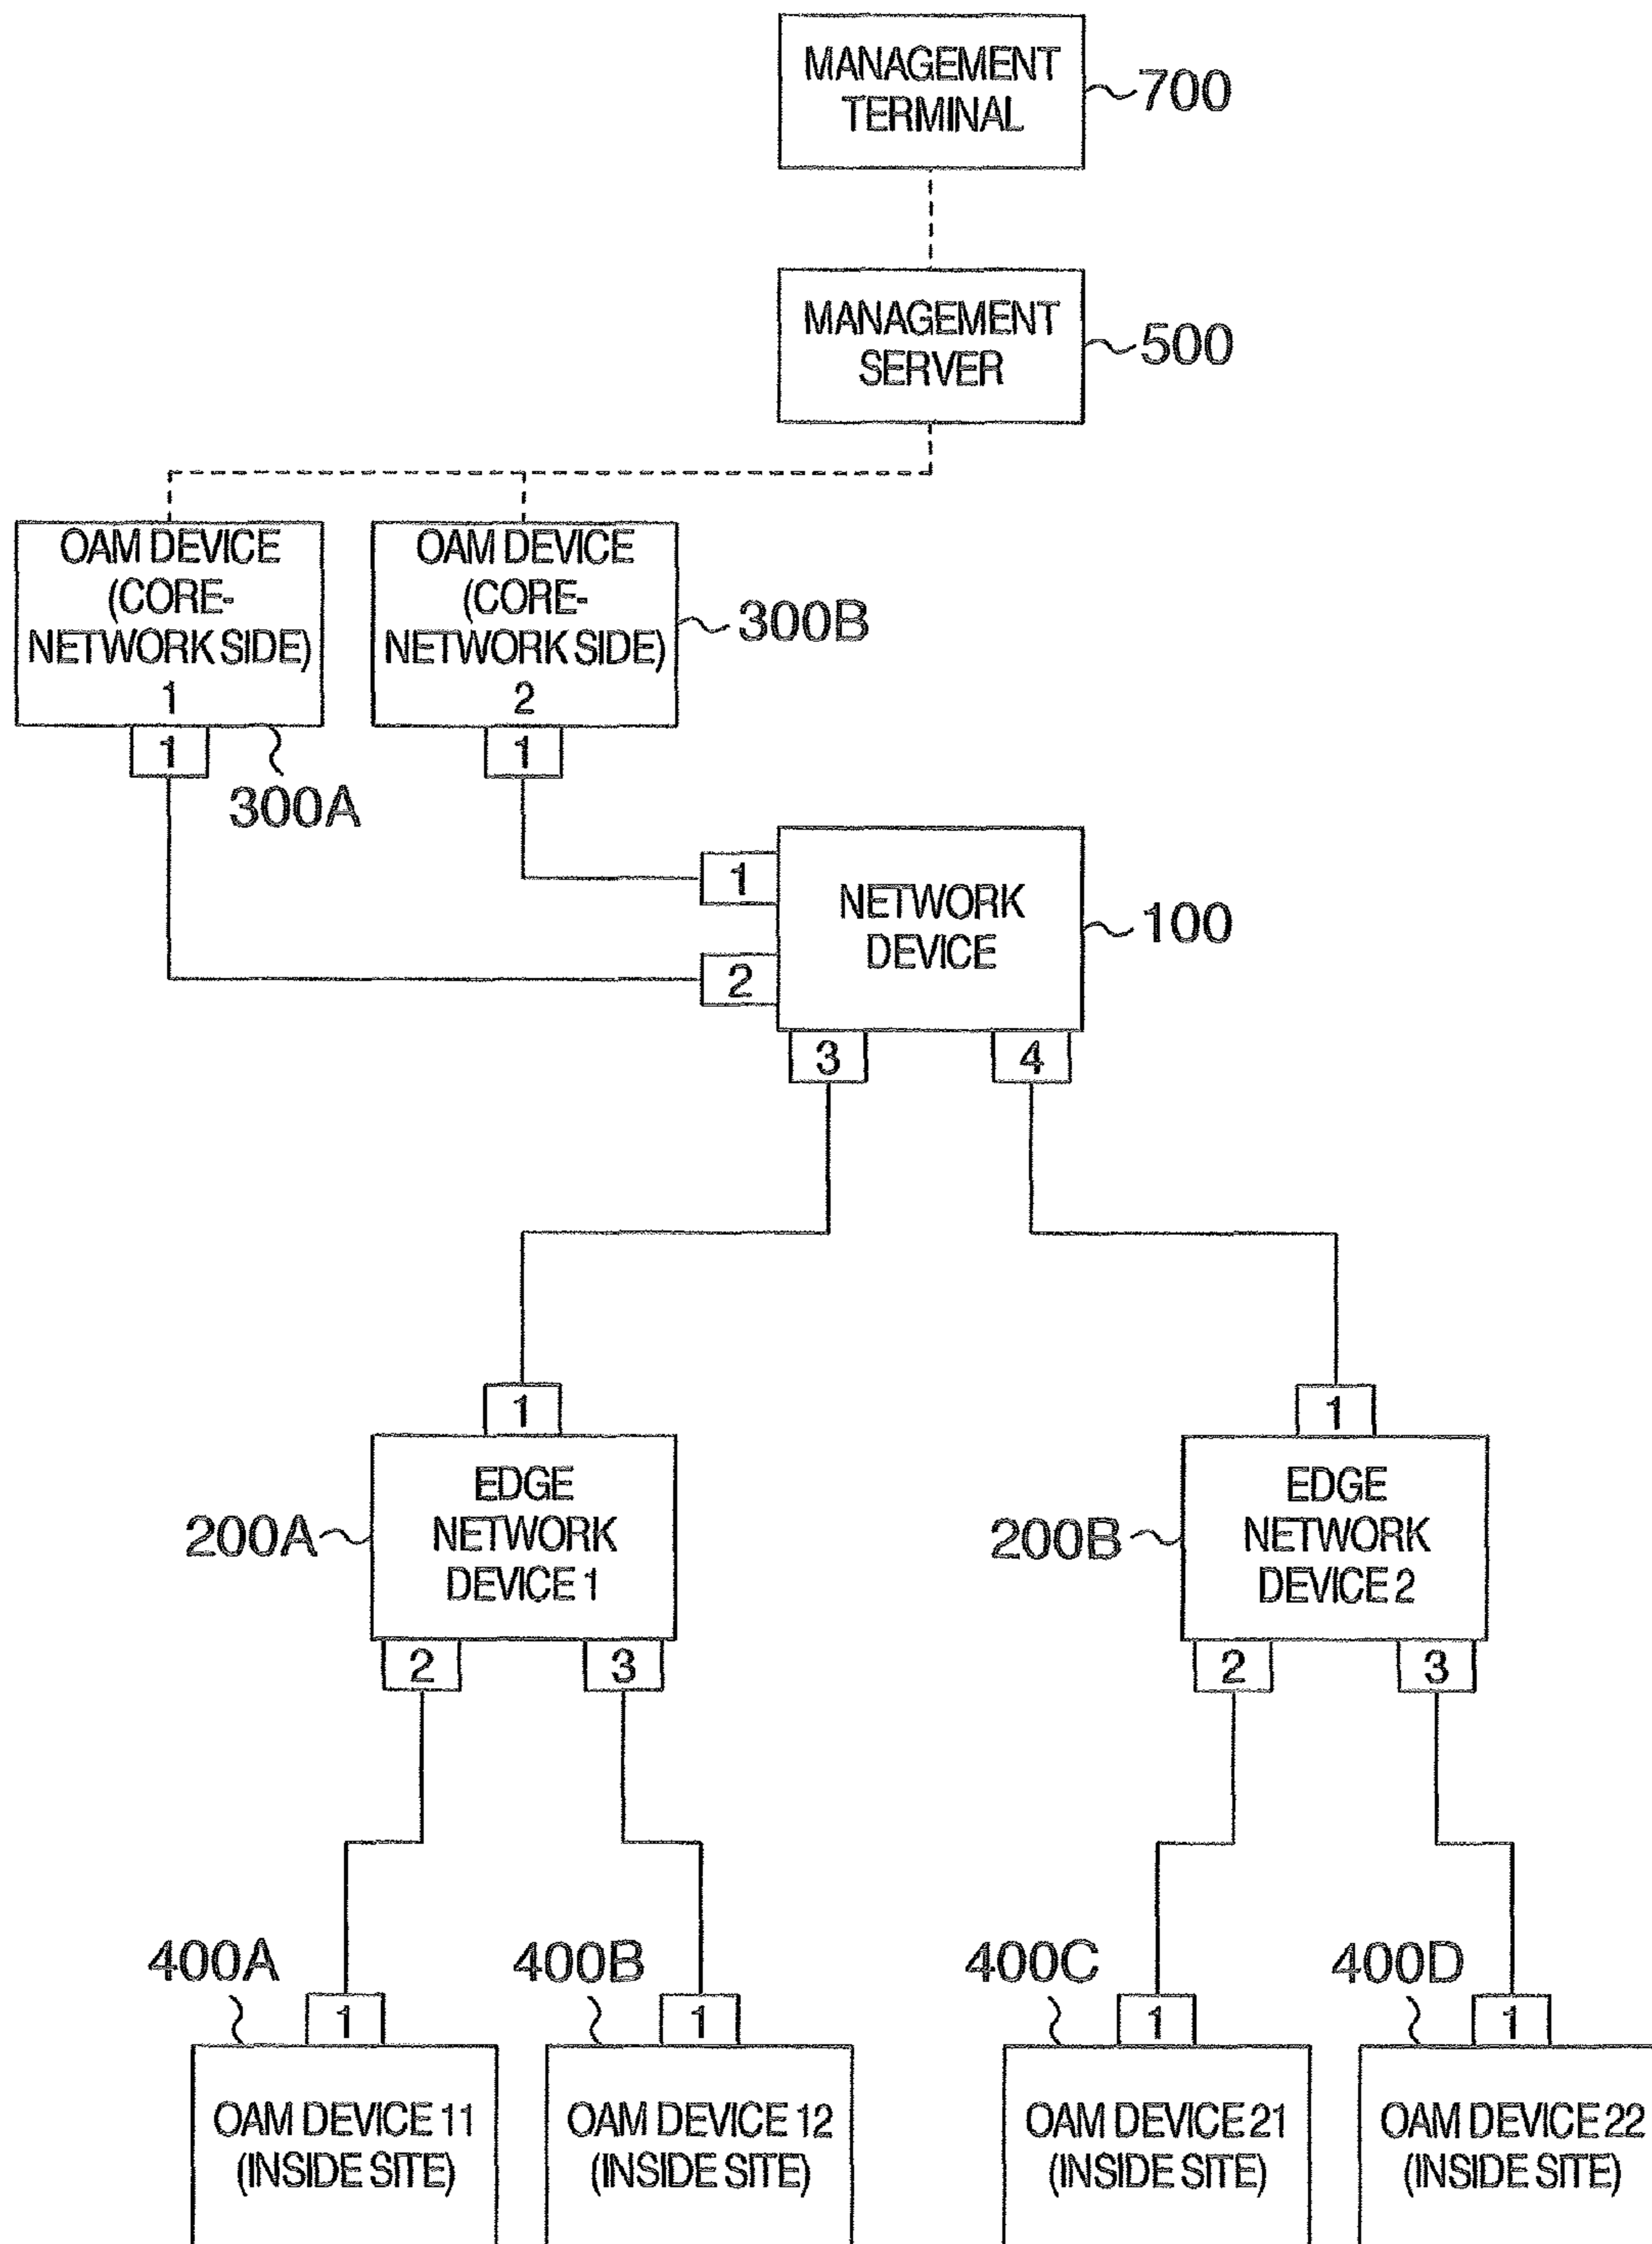 MANAGEMENT
TERMINAL
700
MANAGEMENT
SERVER
500
OAM DEVICE
(CORE-
NETWORK SIDE)
1
1
300A
OAM DEVICE
(CORE-
NETWORK SIDE)
2
1
300B
1
2
NETWORK
DEVICE
100
3
4
1
200A
EDGE
NETWORK
DEVICE 1
2
3
1
200B
EDGE
NETWORK
DEVICE 2
2
3
400A
1
OAM DEVICE 11
(INSIDE SITE)
400B
1
OAM DEVICE 12
(INSIDE SITE)
400C
1
OAM DEVICE 21
(INSIDE SITE)
400D
1
OAM DEVICE 22
(INSIDE SITE)